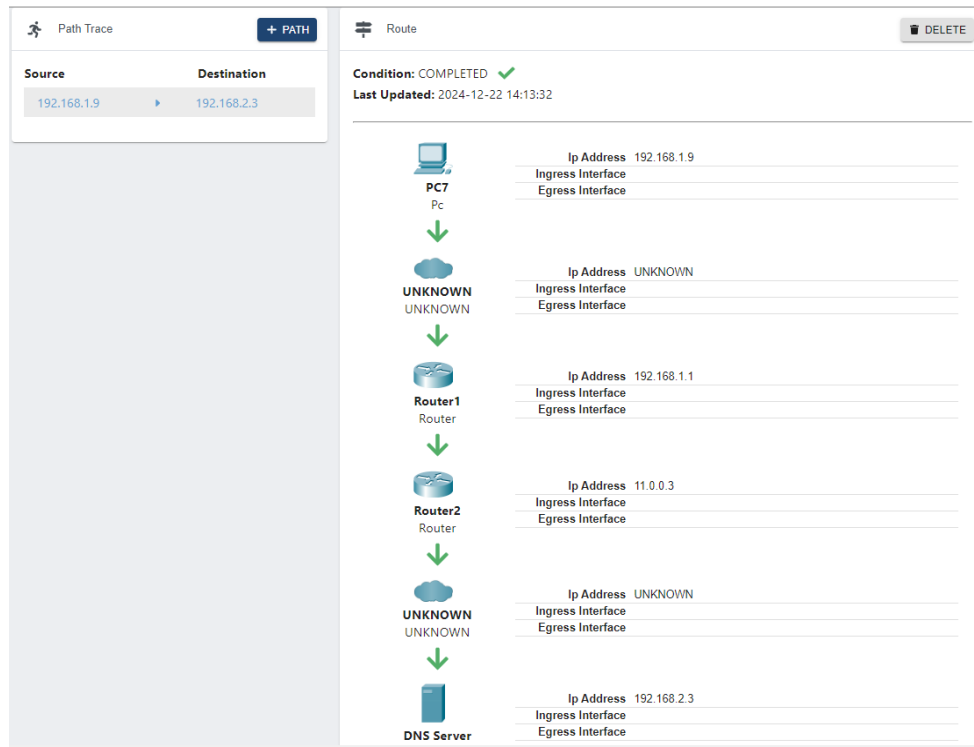 Path Trace
+ PATH
Source Destination
192.168.1.9 192.168.2.3
Route
DELETE
Condition: COMPLETED
Last Updated: 2024-12-22 14:13:32
PC7
Pc
Ip Address 192.168.1.9
Ingress Interface
Egress Interface
UNKNOWN
UNKNOWN
Ip Address UNKNOWN
Ingress Interface
Egress Interface
Router1
Router
Ip Address 192.168.1.1
Ingress Interface
Egress Interface
Router2
Router
Ip Address 11.0.0.3
Ingress Interface
Egress Interface
UNKNOWN
UNKNOWN
Ip Address UNKNOWN
Ingress Interface
Egress Interface
DNS Server
Ip Address 192.168.2.3
Ingress Interface
Egress Interface